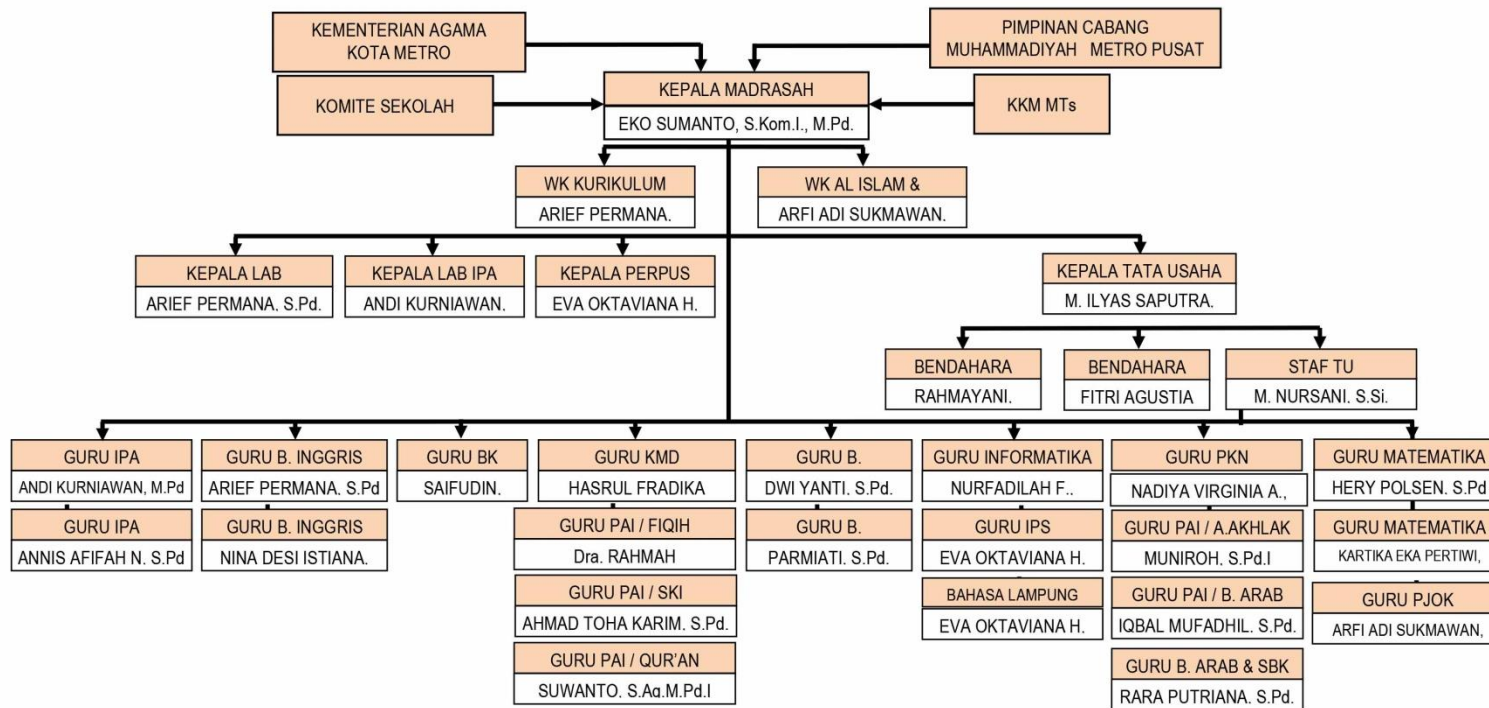 KEMENTERIAN AGAMA
KOTA METRO
PIMPINAN CABANG
MUHAMMADIYAH METRO PUSAT
KOMITE SEKOLAH
KEPALA MADRASAH
EKO SUMANTO, S.Kom.I., M.Pd.
KKM MTs
WK KURIKULUM
ARIEF PERMANA.
WK AL ISLAM &
ARFI ADI SUKMAWAN.
KEPALA LAB
ARIEF PERMANA. S.Pd.
KEPALA LAB IPA
ANDI KURNIAWAN.
KEPALA PERPUS
EVA OKTAVIANA H.
KEPALA TATA USAHA
M. ILYAS SAPUTRA.
BENDAHARA
RAHMAYANI.
BENDAHARA
FITRI AGUSTIA
STAF TU
M. NURSANI. S.Si.
GURU IPA
ANDI KURNIAWAN, M.Pd
GURU IPA
ANNIS AFIFAH N. S.Pd
GURU B. INGGRIS
ARIEF PERMANA. S.Pd
GURU B. INGGRIS
NINA DESI ISTIANA.
GURU BK
SAIFUDIN.
GURU KMD
HASRUL FRADIKA
GURU PAI / FIQIH
Dra. RAHMAH
GURU PAI / SKI
AHMAD TOHA KARIM. S.Pd.
GURU PAI / QUR'AN
SUWANTO. S.Ag.M.Pd.I
GURU B.
DWI YANTI. S.Pd.
GURU B.
PARMIATI. S.Pd.
GURU INFORMATIKA
NURFADILAH F..
GURU IPS
EVA OKTAVIANA H.
BAHASA LAMPUNG
EVA OKTAVIANA H.
GURU PKN
NADIYA VIRGINIA A.,
GURU PAI / A.AKHLAK
MUNIROH. S.Pd.I
GURU PAI / B. ARAB
IQBAL MUFADHIL. S.Pd.
GURU B. ARAB & SBK
RARA PUTRIANA. S.Pd.
GURU MATEMATIKA
HERY POLSEN. S.Pd
GURU MATEMATIKA
KARTIKA EKA PERTIWI,
GURU PJOK
ARFI ADI SUKMAWAN,